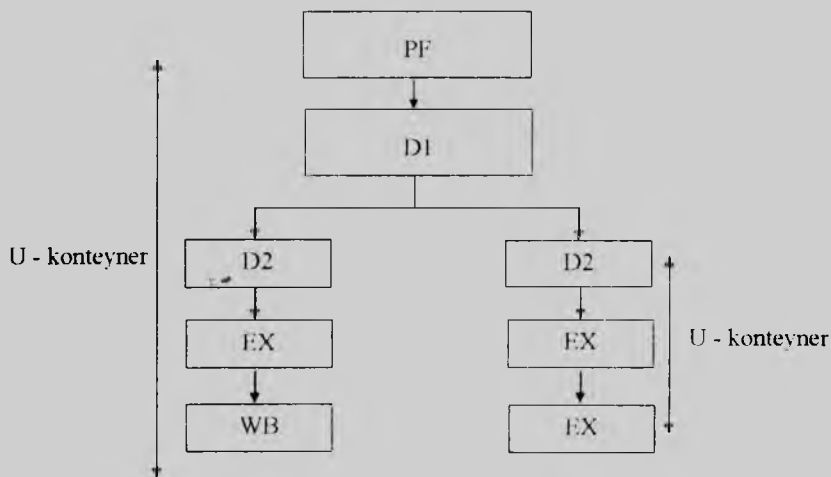 PF
D1
U - konteyner
D2
D2
EX
EX
U - konteyner
WB
EX